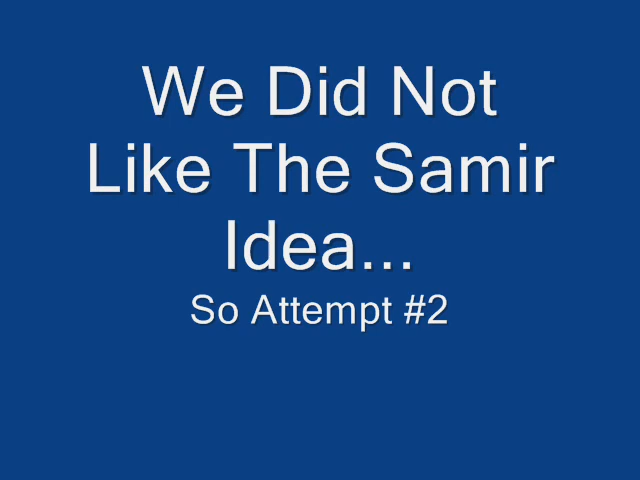 We Did Not
Like The Samir
Idea...
So Attempt #2